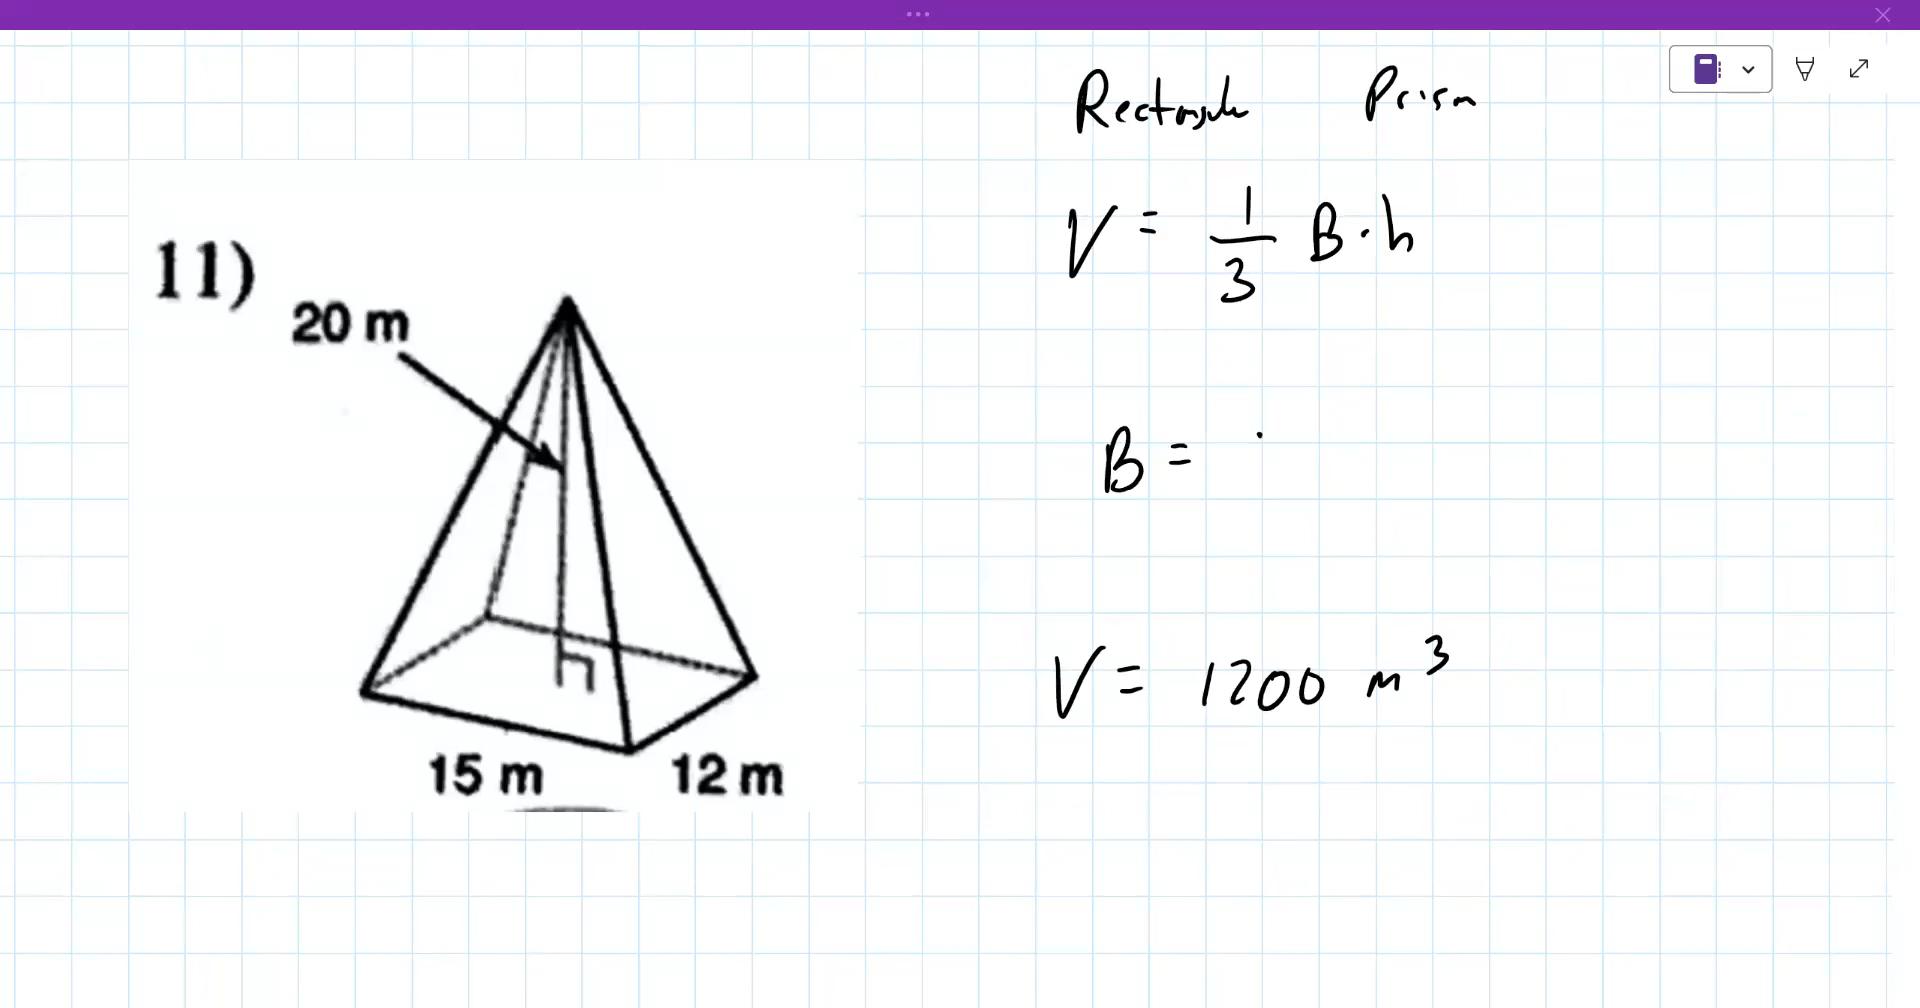 Rectangle Prism
11)
20 m
V = 1/3 B · h
B =
V = 1200 m³
15 m 12 m